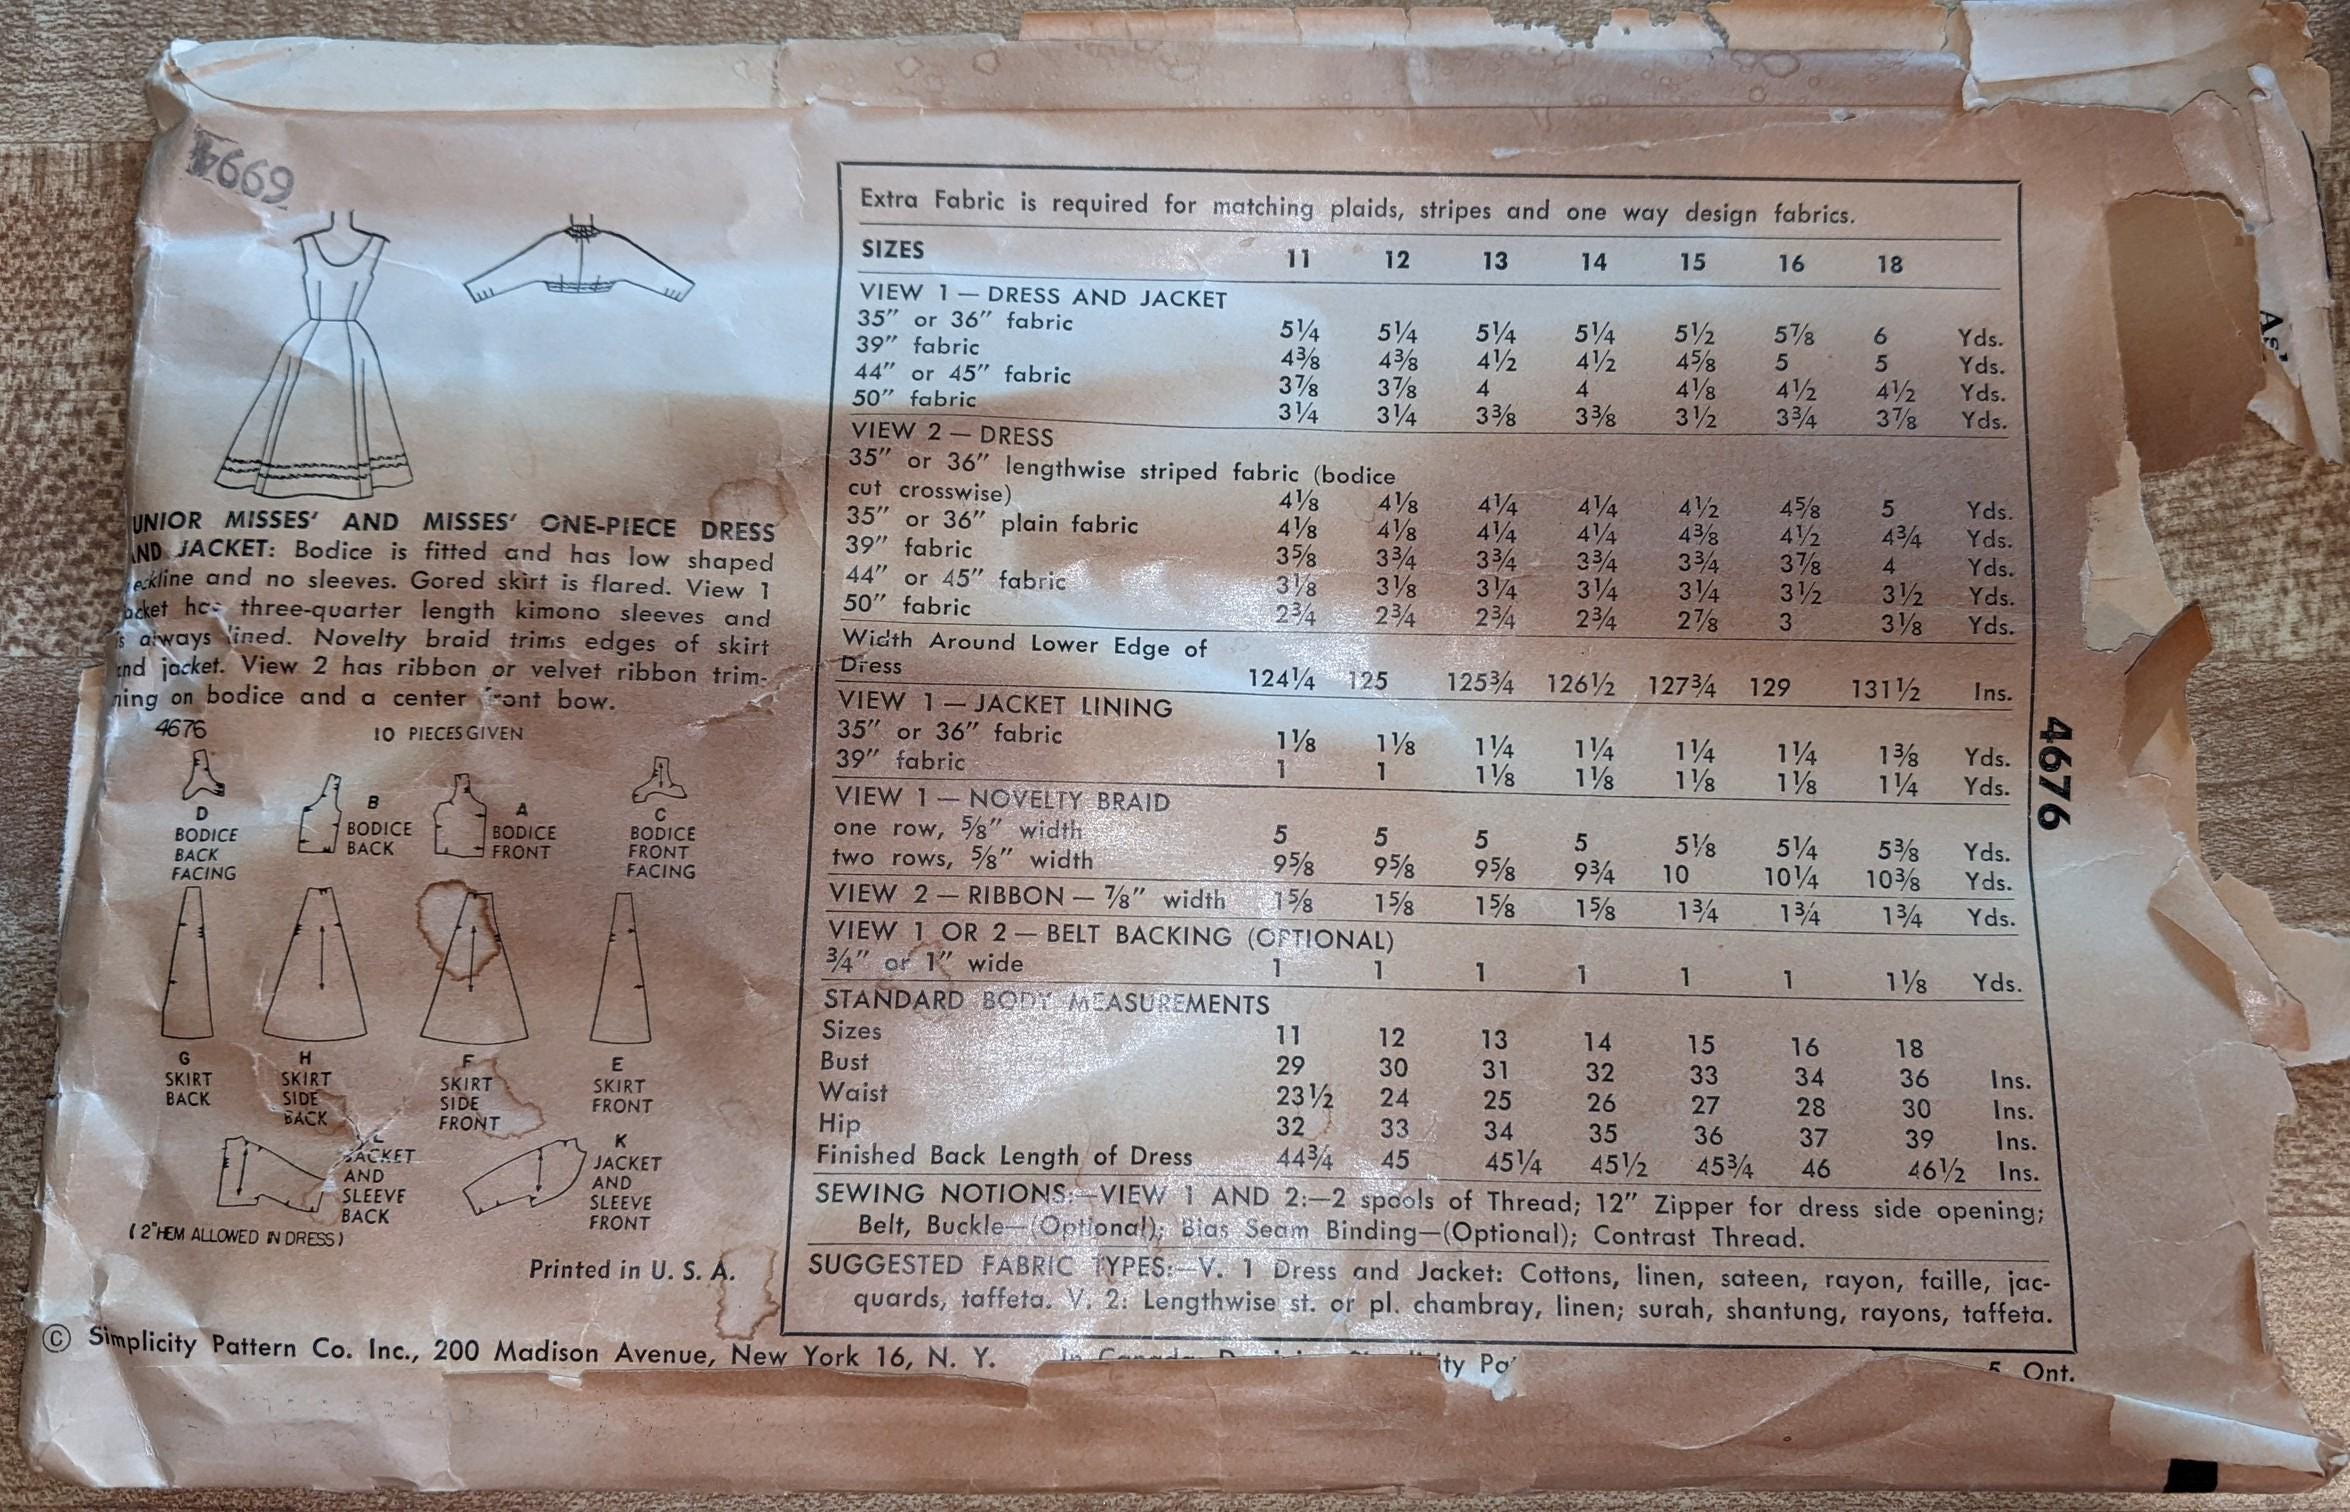 4669
UNIOR MISSES' AND MISSES' ONE-PIECE DRESS
ND JACKET: Bodice is fitted and has low shaped
eckline and no sleeves. Gored skirt is flared. View 1
acket has three-quarter length kimono sleeves and
is always lined. Novelty braid trims edges of skirt
and jacket. View 2 has ribbon or velvet ribbon trim-
ming on bodice and a center front bow.
4676 10 PIECES GIVEN
D
BODICE
BACK
FACING
B
BODICE
BACK
A
BODICE
FRONT
C
BODICE
FRONT
FACING
G
SKIRT
BACK
H
SKIRT
SIDE
BACK
F
SKIRT
SIDE
FRONT
E
SKIRT
FRONT
L
JACKET
AND
SLEEVE
BACK
K
JACKET
AND
SLEEVE
FRONT
(2" HEM ALLOWED IN DRESS)
Printed in U. S. A.
Extra Fabric is required for matching plaids, stripes and one way design fabrics.
SIZES 11 12 13 14 15 16 18
VIEW 1 — DRESS AND JACKET
35" or 36" fabric 5¼ 5¼ 5¼ 5¼ 5½ 5⅞ 6 Yds.
39" fabric 4⅜ 4⅜ 4½ 4½ 4⅝ 5 5 Yds.
44" or 45" fabric 3⅞ 3⅞ 4 4 4⅛ 4½ 4½ Yds.
50" fabric 3¼ 3¼ 3⅜ 3⅜ 3½ 3¾ 3⅞ Yds.
VIEW 2 — DRESS
35" or 36" lengthwise striped fabric (bodice
cut crosswise) 4⅛ 4⅛ 4¼ 4¼ 4½ 4⅝ 5 Yds.
35" or 36" plain fabric 4⅛ 4⅛ 4¼ 4¼ 4⅜ 4½ 4¾ Yds.
39" fabric 3⅝ 3¾ 3¾ 3¾ 3¾ 3⅞ 4 Yds.
44" or 45" fabric 3⅛ 3⅛ 3¼ 3¼ 3¼ 3½ 3½ Yds.
50" fabric 2¾ 2¾ 2¾ 2¾ 2⅞ 3 3⅛ Yds.
Width Around Lower Edge of
Dress 124¼ 125 125¾ 126½ 127¾ 129 131½ Ins.
VIEW 1 — JACKET LINING
35" or 36" fabric 1⅛ 1⅛ 1¼ 1¼ 1¼ 1¼ 1⅜ Yds.
39" fabric 1 1 1⅛ 1⅛ 1⅛ 1⅛ 1¼ Yds.
VIEW 1 — NOVELTY BRAID
one row, ⅝" width 5 5 5 5 5⅛ 5¼ 5⅜ Yds.
two rows, ⅝" width 9⅝ 9⅝ 9⅝ 9¾ 10 10¼ 10⅜ Yds.
VIEW 2 — RIBBON — ⅞" width 1⅝ 1⅝ 1⅝ 1⅝ 1¾ 1¾ 1¾ Yds.
VIEW 1 OR 2 — BELT BACKING (OPTIONAL)
¾" or 1" wide 1 1 1 1 1 1 1⅛ Yds.
STANDARD BODY MEASUREMENTS
Sizes 11 12 13 14 15 16 18
Bust 29 30 31 32 33 34 36 Ins.
Waist 23½ 24 25 26 27 28 30 Ins.
Hip 32 33 34 35 36 37 39 Ins.
Finished Back Length of Dress 44¾ 45 45¼ 45½ 45¾ 46 46½ Ins.
SEWING NOTIONS:—VIEW 1 AND 2:—2 spools of Thread; 12" Zipper for dress side opening;
Belt, Buckle—(Optional); Bias Seam Binding—(Optional); Contrast Thread.
SUGGESTED FABRIC TYPES:—V. 1 Dress and Jacket: Cottons, linen, sateen, rayon, faille, jac-
quards, taffeta. V. 2: Lengthwise st. or pl. chambray, linen; surah, shantung, rayons, taffeta.
4676
© Simplicity Pattern Co. Inc., 200 Madison Avenue, New York 16, N. Y. In Canada: ity Pa 5, Ont.